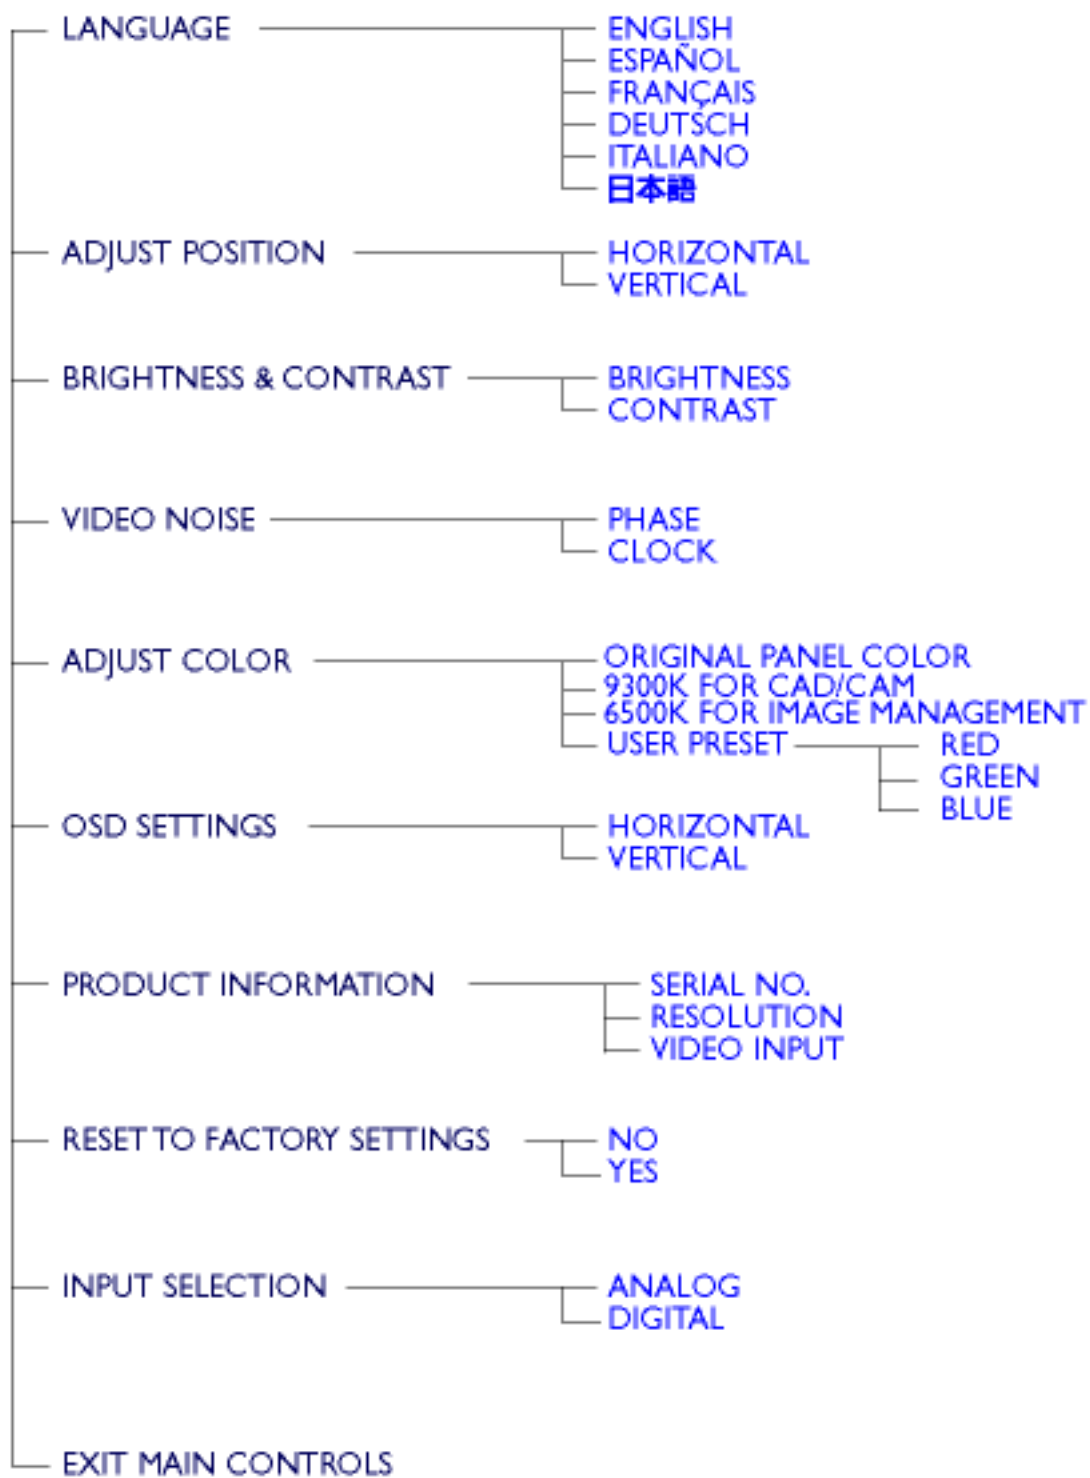 LANGUAGE
ENGLISH
ESPAÑOL
FRANÇAIS
DEUTSCH
ITALIANO
日本語
ADJUST POSITION
HORIZONTAL
VERTICAL
BRIGHTNESS & CONTRAST
BRIGHTNESS
CONTRAST
VIDEO NOISE
PHASE
CLOCK
ADJUST COLOR
ORIGINAL PANEL COLOR
9300K FOR CAD/CAM
6500K FOR IMAGE MANAGEMENT
USER PRESET
RED
GREEN
BLUE
OSD SETTINGS
HORIZONTAL
VERTICAL
PRODUCT INFORMATION
SERIAL NO.
RESOLUTION
VIDEO INPUT
RESET TO FACTORY SETTINGS
NO
YES
INPUT SELECTION
ANALOG
DIGITAL
EXIT MAIN CONTROLS